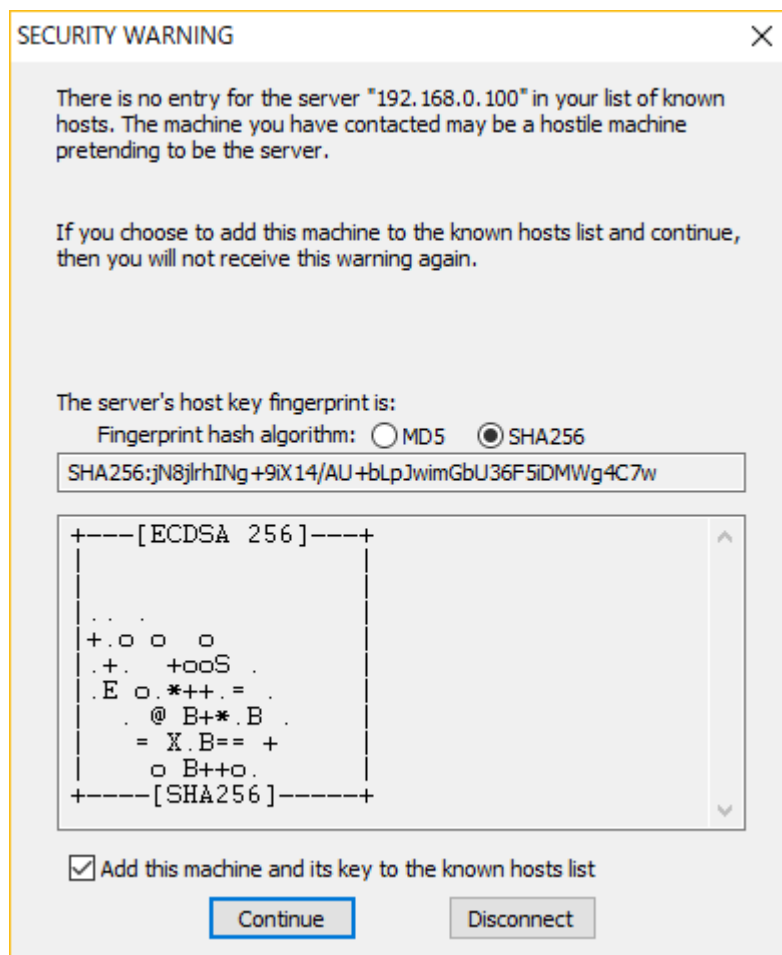 SECURITY WARNING
There is no entry for the server "192.168.0.100" in your list of known
hosts. The machine you have contacted may be a hostile machine
pretending to be the server.
If you choose to add this machine to the known hosts list and continue,
then you will not receive this warning again.
The server's host key fingerprint is:
Fingerprint hash algorithm: MD5 SHA256
SHA256:jN8jlrhINg+9iX14/AU+bLpJwimGbU36F5iDMWg4C7w
+---[ECDSA 256]---+
|                 |
|                 |
|.. .             |
|+.o o  o         |
|.+.  +ooS .      |
|.E o.*++.= .     |
|  . @ B+*.B .    |
|   = X.B== +     |
|    o B++o.      |
+----[SHA256]-----+
Add this machine and its key to the known hosts list
Continue Disconnect